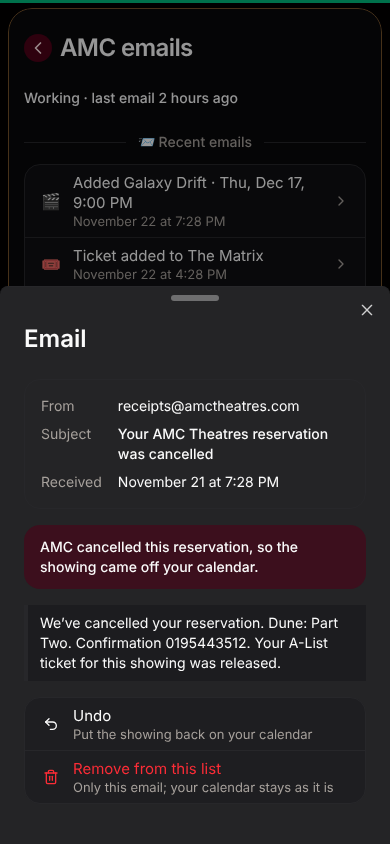 AMC emails
Working · last email 2 hours ago
📨 Recent emails
Added Galaxy Drift · Thu, Dec 17,
9:00 PM
November 22 at 7:28 PM
Ticket added to The Matrix
November 22 at 4:28 PM
Email
From receipts@amctheatres.com
Subject Your AMC Theatres reservation
was cancelled
Received November 21 at 7:28 PM
AMC cancelled this reservation, so the
showing came off your calendar.
We’ve cancelled your reservation. Dune: Part
Two. Confirmation 0195443512. Your A-List
ticket for this showing was released.
Undo
Put the showing back on your calendar
Remove from this list
Only this email; your calendar stays as it is